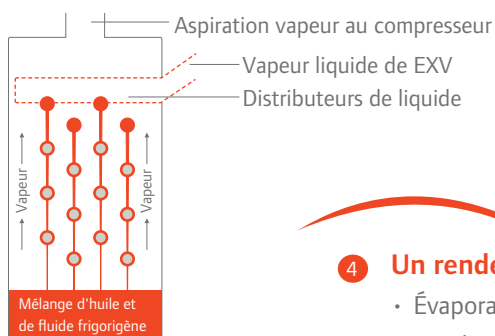 Aspiration vapeur au compresseur
Vapeur liquide de EXV
Distributeurs de liquide
Vapeur
Vapeur
Mélange d'huile et
de fluide frigorigène
4 Un rende
• Évapora